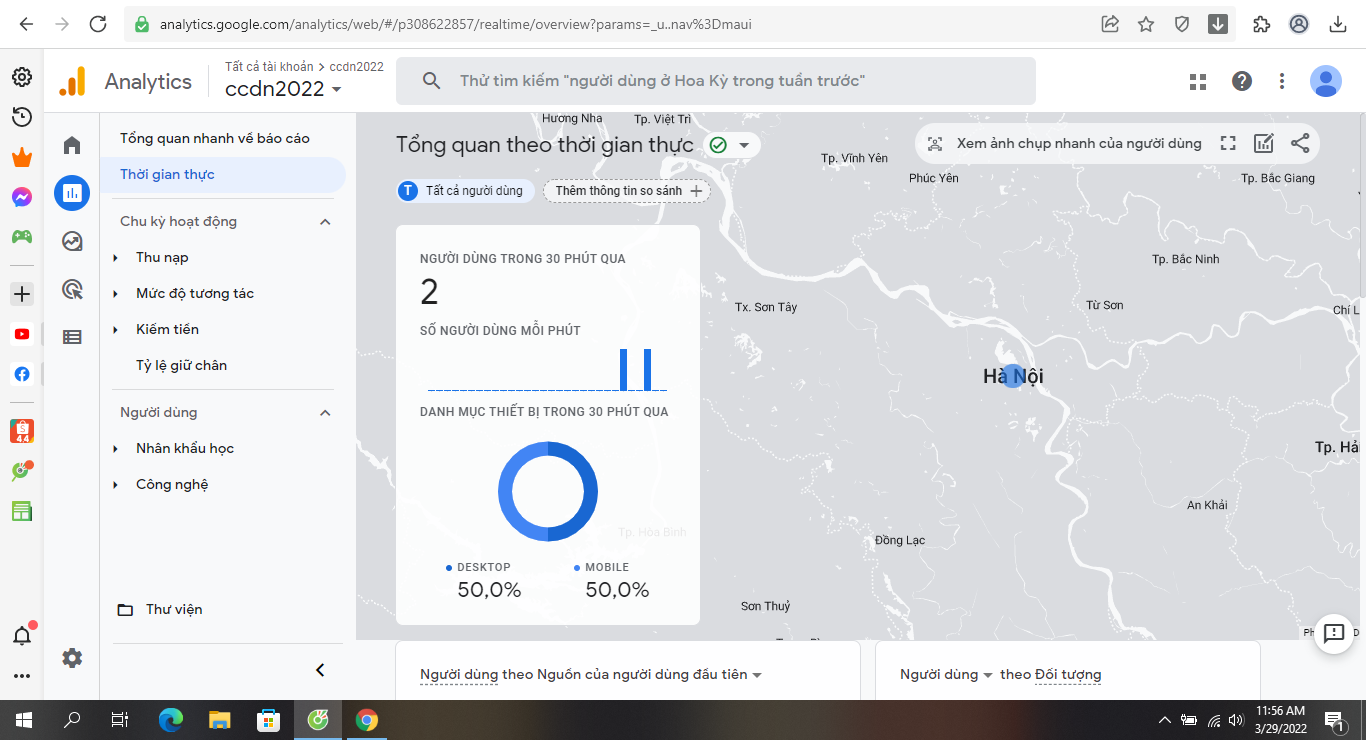 analytics.google.com/analytics/web/#/p308622857/realtime/overview?params=_u..nav%3Dmaui
Analytics
Tất cả tài khoản > ccdn2022
ccdn2022
Thử tìm kiếm "người dùng ở Hoa Kỳ trong tuần trước"
Tổng quan nhanh về báo cáo
Thời gian thực
Chu kỳ hoạt động
Thu nạp
Mức độ tương tác
Kiếm tiền
Tỷ lệ giữ chân
Người dùng
Nhân khẩu học
Công nghệ
Thư viện
Tổng quan theo thời gian thực
Xem ảnh chụp nhanh của người dùng
T Tất cả người dùng
Thêm thông tin so sánh
NGƯỜI DÙNG TRONG 30 PHÚT QUA
2
SỐ NGƯỜI DÙNG MỖI PHÚT
DANH MỤC THIẾT BỊ TRONG 30 PHÚT QUA
DESKTOP
50,0%
MOBILE
50,0%
Hương Nha
Tp. Việt Trì
Tp. Vĩnh Yên
Phúc Yên
Tp. Bắc Giang
Tp. Bắc Ninh
Tx. Sơn Tây
Từ Sơn
Chí L
Hà Nội
Tp. Hải
An Khải
Tp. Hòa Bình
Đồng Lạc
Sơn Thuỷ
Người dùng theo Nguồn của người dùng đầu tiên
Người dùng theo Đối tượng
S
4.4
11:56 AM
3/29/2022
1